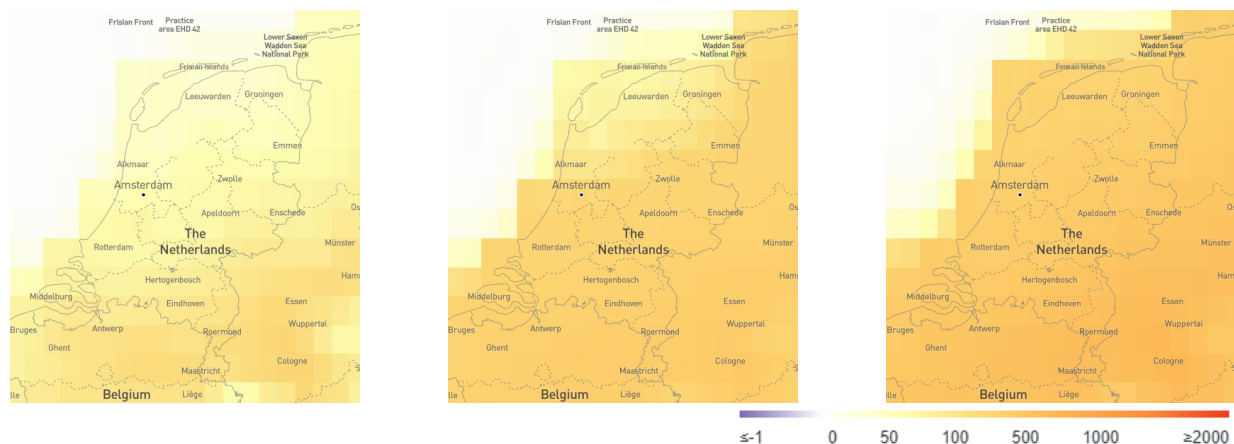 Frisian Front
Practice
area EHD 42
Lower Saxon
Wadden Sea
National Park
Frisian Islands
Leeuwarden
Groningen
Emmen
Alkmaar
Amsterdam
Zwolle
Apeldoorn
Enschede
Os
The
Netherlands
Rotterdam
Münster
's-
Hertogenbosch
Ham
Middelburg
Eindhoven
Essen
Bruges
Antwerp
Roermond
Wuppertal
Ghent
Cologne
Maastricht
S
lle
Belgium
Liège
Frisian Front
Practice
area EHD 42
Lower Saxon
Wadden Sea
National Park
Frisian Islands
Leeuwarden
Groningen
Emmen
Alkmaar
Amsterdam
Zwolle
Apeldoorn
Enschede
Os
The
Netherlands
Rotterdam
Münster
's-
Hertogenbosch
Ham
Middelburg
Eindhoven
Essen
Bruges
Antwerp
Roermond
Wuppertal
Ghent
Cologne
Maastricht
S
lle
Belgium
Liège
Frisian Front
Practice
area EHD 42
Lower Saxon
Wadden Sea
National Park
Frisian Islands
Leeuwarden
Groningen
Emmen
Alkmaar
Amsterdam
Zwolle
Apeldoorn
Enschede
Os
The
Netherlands
Rotterdam
Münster
's-
Hertogenbosch
Ham
Middelburg
Eindhoven
Essen
Bruges
Antwerp
Roermond
Wuppertal
Ghent
Cologne
Maastricht
S
lle
Belgium
Liège
≤-1 0 50 100 500 1000 ≥2000